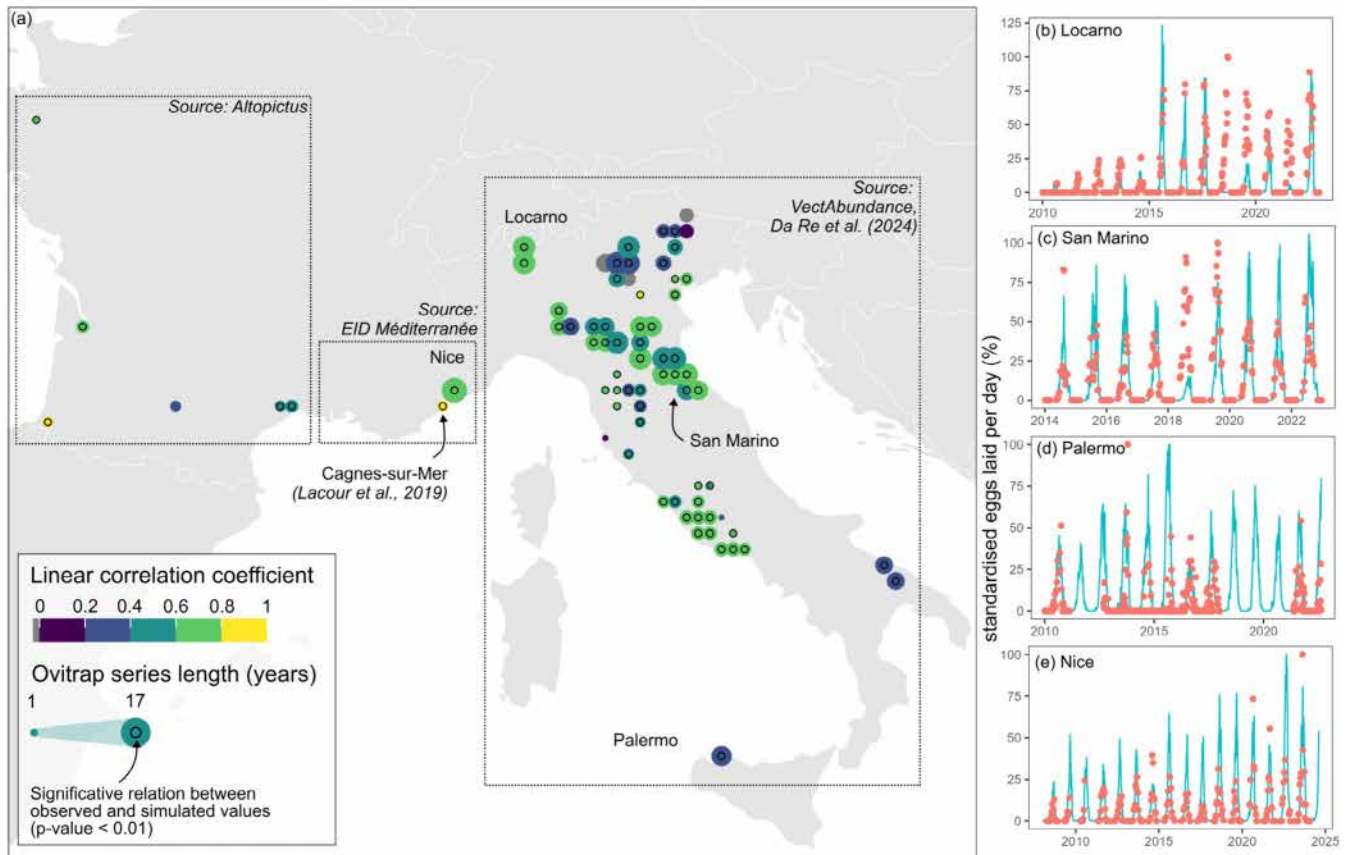 (a)
Source: Altopictus
Source:
VectAbundance,
Da Re et al. (2024)
Locarno
Source:
EID Méditerranée
Nice
San Marino
Cagnes-sur-Mer
(Lacour et al., 2019)
Palermo
Linear correlation coefficient
0 0.2 0.4 0.6 0.8 1
Ovitrap series length (years)
1 17
Significative relation between
observed and simulated values
(p-value < 0.01)
standardised eggs laid per day (%)
(b) Locarno
125
100
75
50
25
0
2010 2015 2020
(c) San Marino
100
75
50
25
0
2014 2016 2018 2020 2022
(d) Palermo
100
75
50
25
0
2010 2015 2020
(e) Nice
100
75
50
25
0
2010 2015 2020 2025